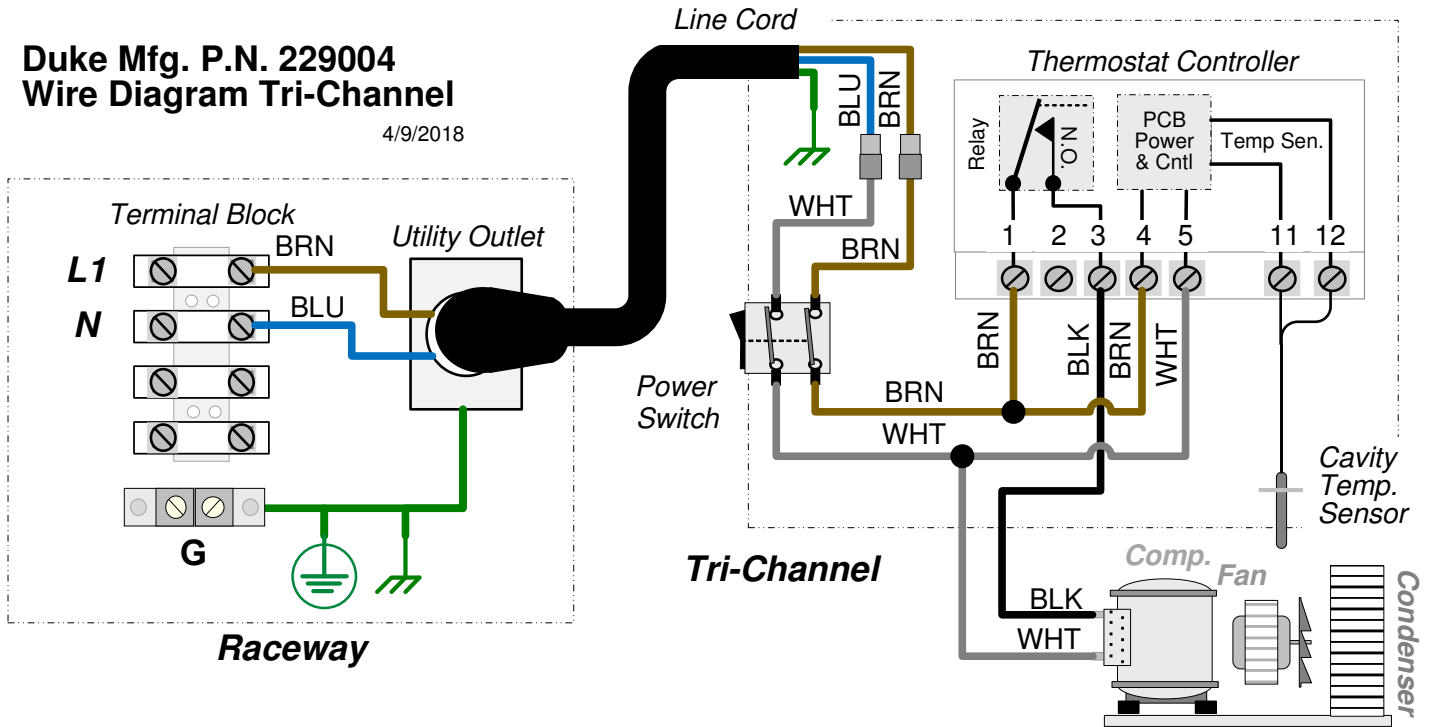 Duke Mfg. P.N. 229004
Wire Diagram Tri-Channel
4/9/2018
Line Cord
Thermostat Controller
BLU
BRN
Relay
N.O.
PCB
Power
& Cntl
Temp Sen.
Terminal Block
BRN
Utility Outlet
WHT
BRN
1 2 3 4 5 11 12
L1
N
BLU
BRN
BLK
BRN
WHT
Power
Switch
BRN
WHT
Cavity
Temp.
Sensor
G
Tri-Channel
Comp.
Fan
Condenser
BLK
WHT
Raceway